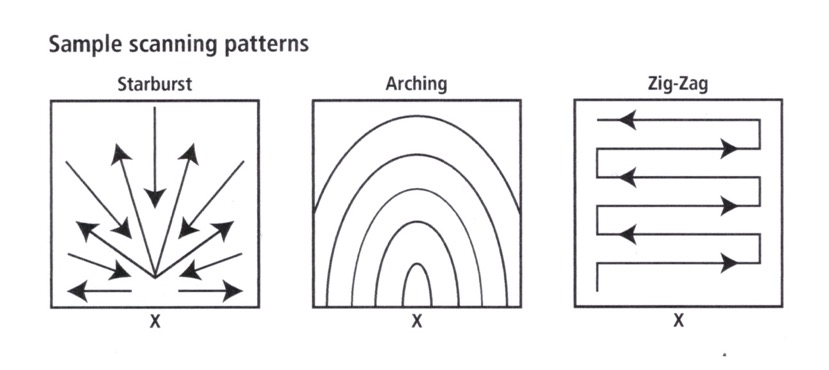 Sample scanning patterns
Starburst
Arching
Zig-Zag
X
X
X